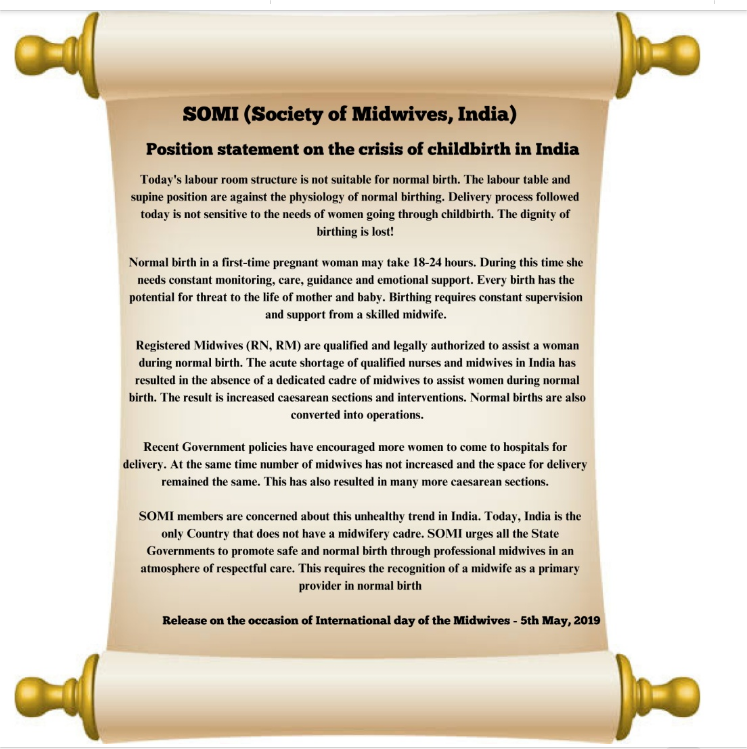 SOMI (Society of Midwives, India)
Position statement on the crisis of childbirth in India
Today's labour room structure is not suitable for normal birth. The labour table and
supine position are against the physiology of normal birthing. Delivery process followed
today is not sensitive to the needs of women going through childbirth. The dignity of
birthing is lost!
Normal birth in a first-time pregnant woman may take 18-24 hours. During this time she
needs constant monitoring, care, guidance and emotional support. Every birth has the
potential for threat to the life of mother and baby. Birthing requires constant supervision
and support from a skilled midwife.
Registered Midwives (RN, RM) are qualified and legally authorized to assist a woman
during normal birth. The acute shortage of qualified nurses and midwives in India has
resulted in the absence of a dedicated cadre of midwives to assist women during normal
birth. The result is increased caesarean sections and interventions. Normal births are also
converted into operations.
Recent Government policies have encouraged more women to come to hospitals for
delivery. At the same time number of midwives has not increased and the space for delivery
remained the same. This has also resulted in many more caesarean sections.
SOMI members are concerned about this unhealthy trend in India. Today, India is the
only Country that does not have a midwifery cadre. SOMI urges all the State
Governments to promote safe and normal birth through professional midwives in an
atmosphere of respectful care. This requires the recognition of a midwife as a primary
provider in normal birth
Release on the occasion of International day of the Midwives - 5th May, 2019